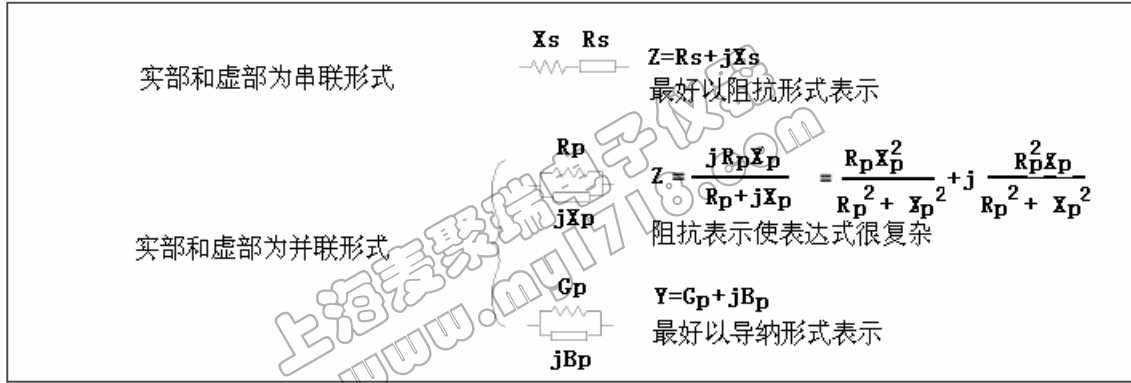 实部和虚部为串联形式
Xs Rs
Z=Rs+jXs
最好以阻抗形式表示
实部和虚部为并联形式
Rp
jXp
Z = jRpXp / Rp+jXp = RpXp² / Rp²+ Xp² +j Rp²Xp / Rp²+ Xp²
阻抗表示使表达式很复杂
Gp
jBp
Y=Gp+jBp
最好以导纳形式表示
上海麦聚瑞电子仪器
www.myl718.com